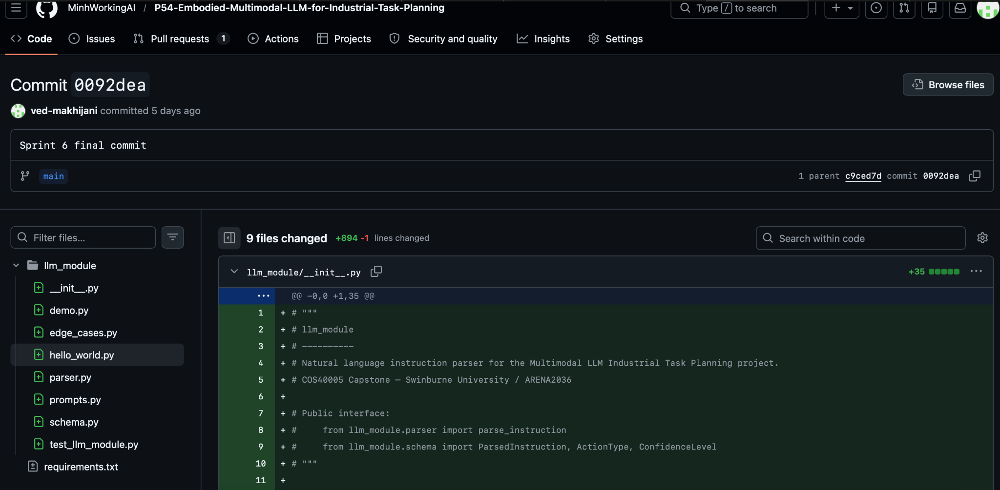 MinhWorkingAI / P54-Embodied-Multimodal-LLM-for-Industrial-Task-Planning
Type / to search
Code Issues Pull requests 1 Actions Projects Security and quality Insights Settings
Commit 0092dea
Browse files
ved-makhijani committed 5 days ago
Sprint 6 final commit
main
1 parent c9ced7d commit 0092dea
Filter files...
llm_module
__init__.py
demo.py
edge_cases.py
hello_world.py
parser.py
prompts.py
schema.py
test_llm_module.py
requirements.txt
9 files changed +894 -1 lines changed
Search within code
llm_module/__init__.py
+35
@@ -0,0 +1,35 @@
1 + # """
2 + # llm_module
3 + # ----------
4 + # Natural language instruction parser for the Multimodal LLM Industrial Task Planning project.
5 + # COS40005 Capstone — Swinburne University / ARENA2036
6 +
7 + # Public interface:
8 + #     from llm_module.parser import parse_instruction
9 + #     from llm_module.schema import ParsedInstruction, ActionType, ConfidenceLevel
10 + # """
11 +